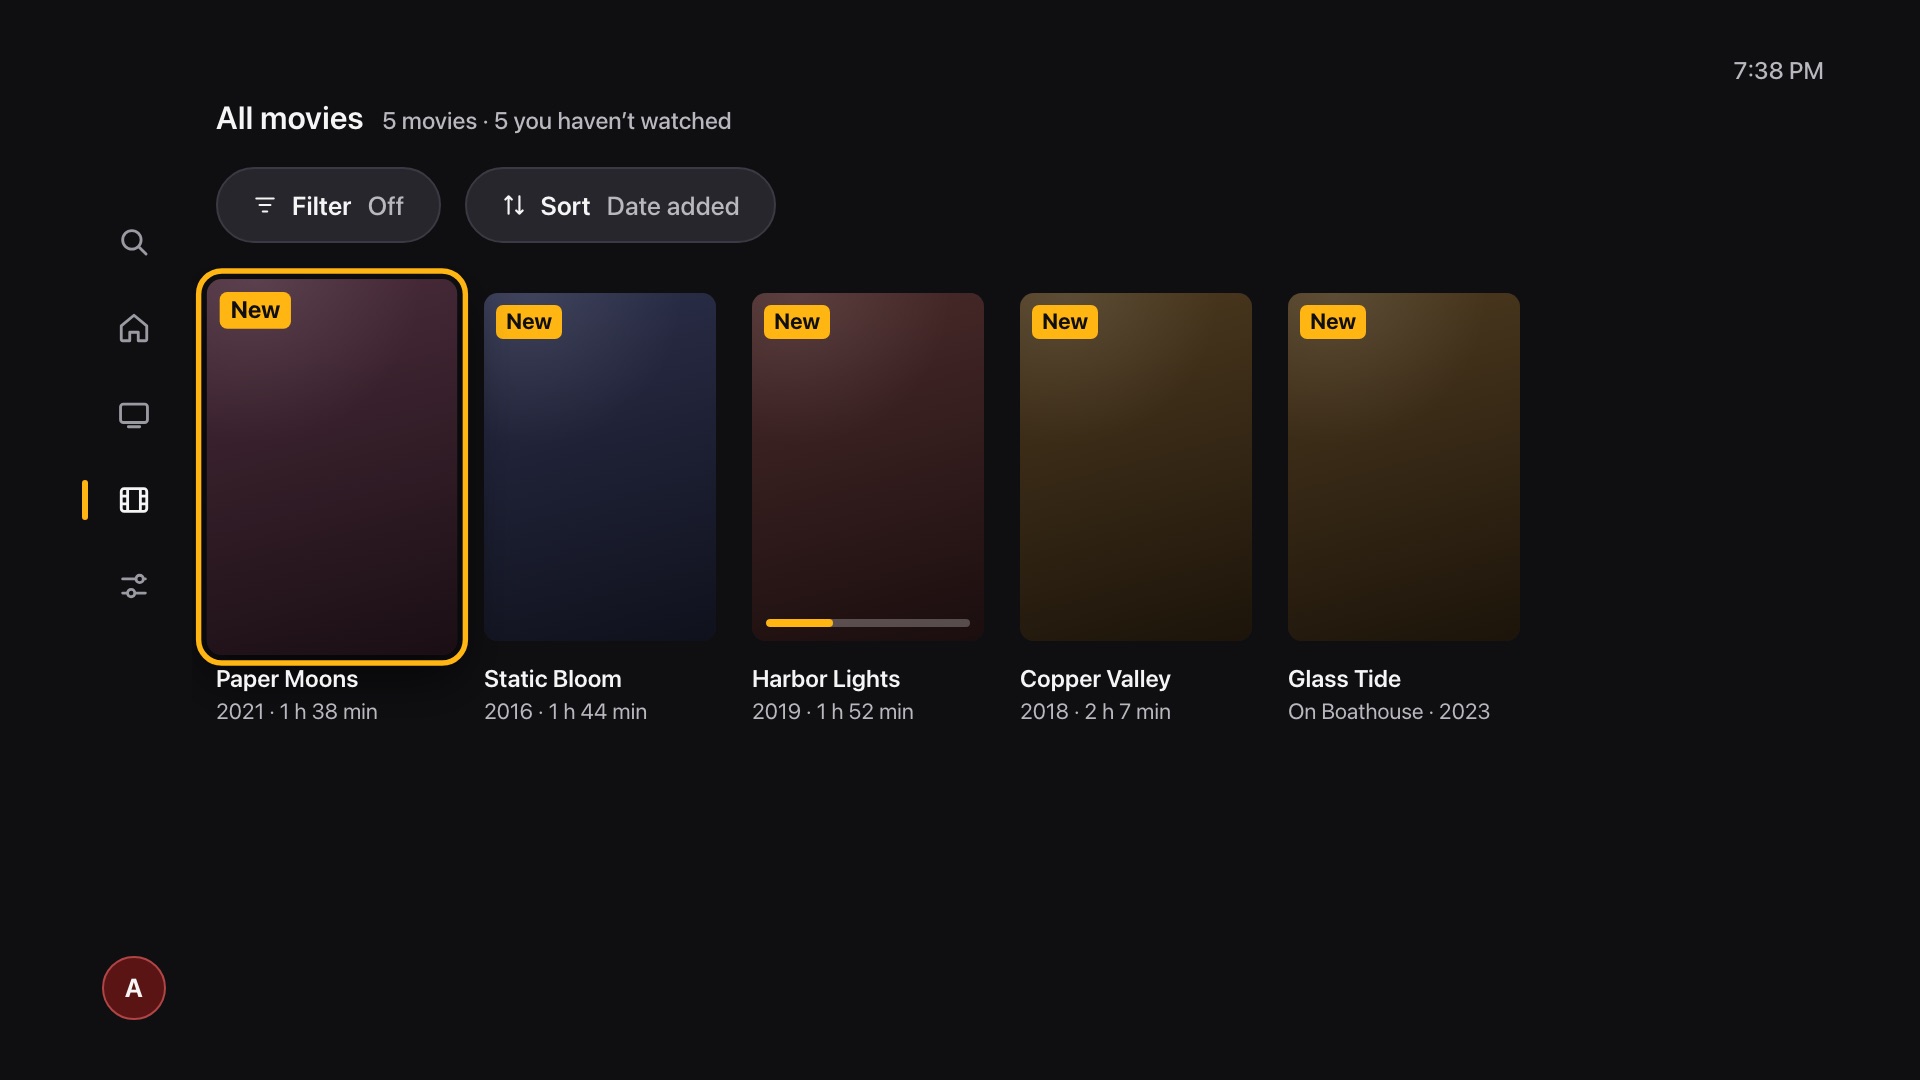 7:38 PM
All movies 5 movies · 5 you haven’t watched
Filter Off
Sort Date added
New
New
New
New
New
Paper Moons
2021 · 1 h 38 min
Static Bloom
2016 · 1 h 44 min
Harbor Lights
2019 · 1 h 52 min
Copper Valley
2018 · 2 h 7 min
Glass Tide
On Boathouse · 2023
A